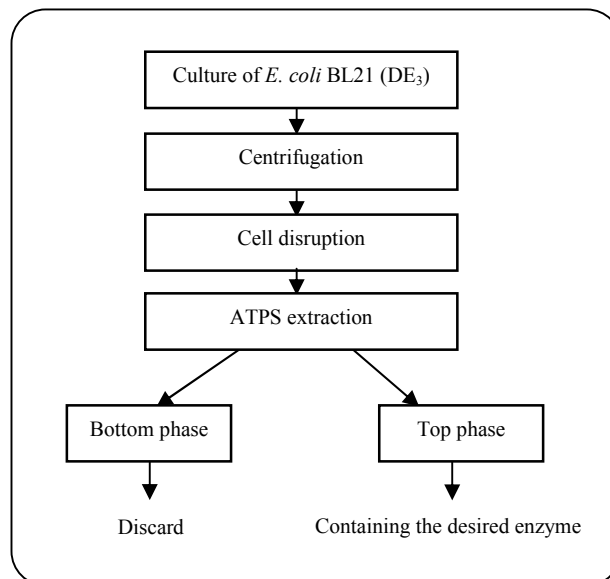 Culture of E. coli BL21 (DE₃)
Centrifugation
Cell disruption
ATPS extraction
Bottom phase
Top phase
Discard
Containing the desired enzyme